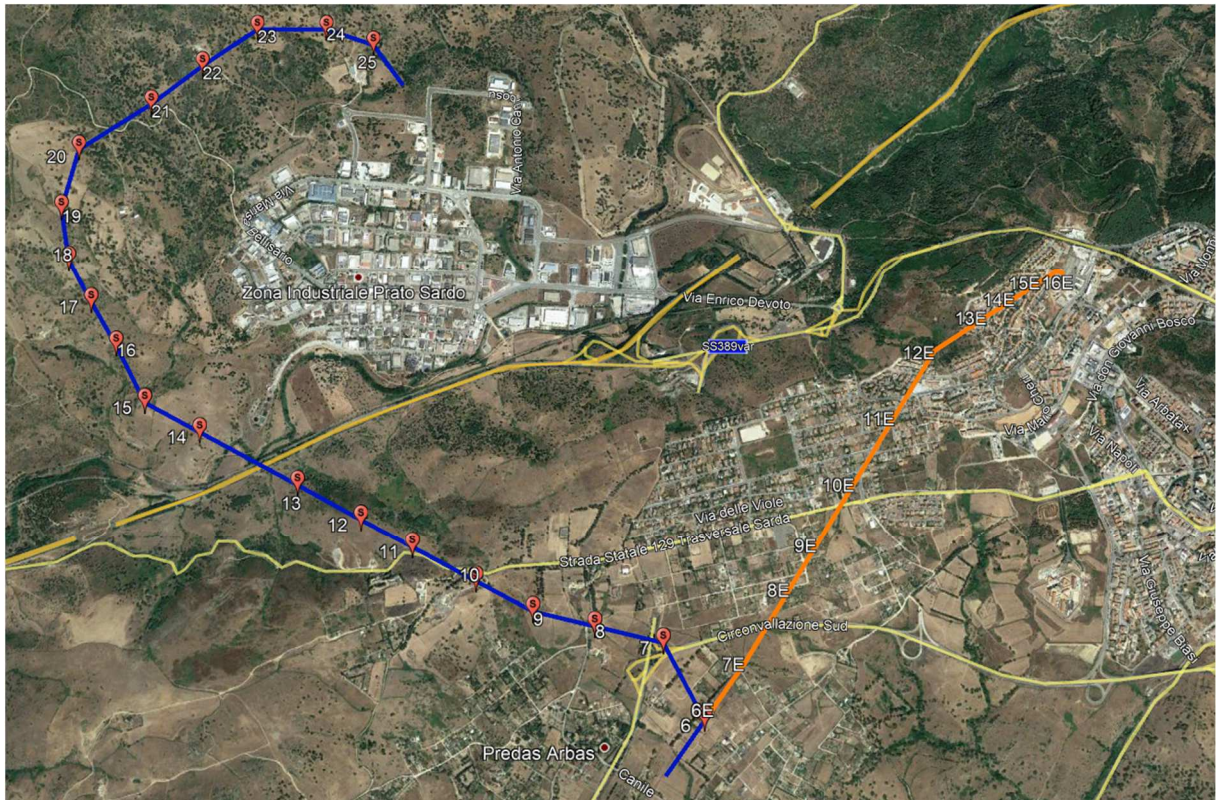 S
23
S
24
S
25
S
22
S
21
S
20
Via Antonio Cas
S
19
S
18
S
17
S
16
Zona Industriale Prato Sardo
Via Enrico Devoto
SS389var
15E
16E
14E
13E
12E
Via don Giovanni Bosco
Via Arbatax
Via Napoli
11E
S
15
S
14
10E
Via delle Viole
Strada Statale 129 Trasversale Sarda
S
13
S
12
S
11
9E
S
10
8E
S
9
S
8
Circonvallazione Sud
Via Giuseppe Biasi
S
7
7E
6E
6
Predas Arbas
Canile